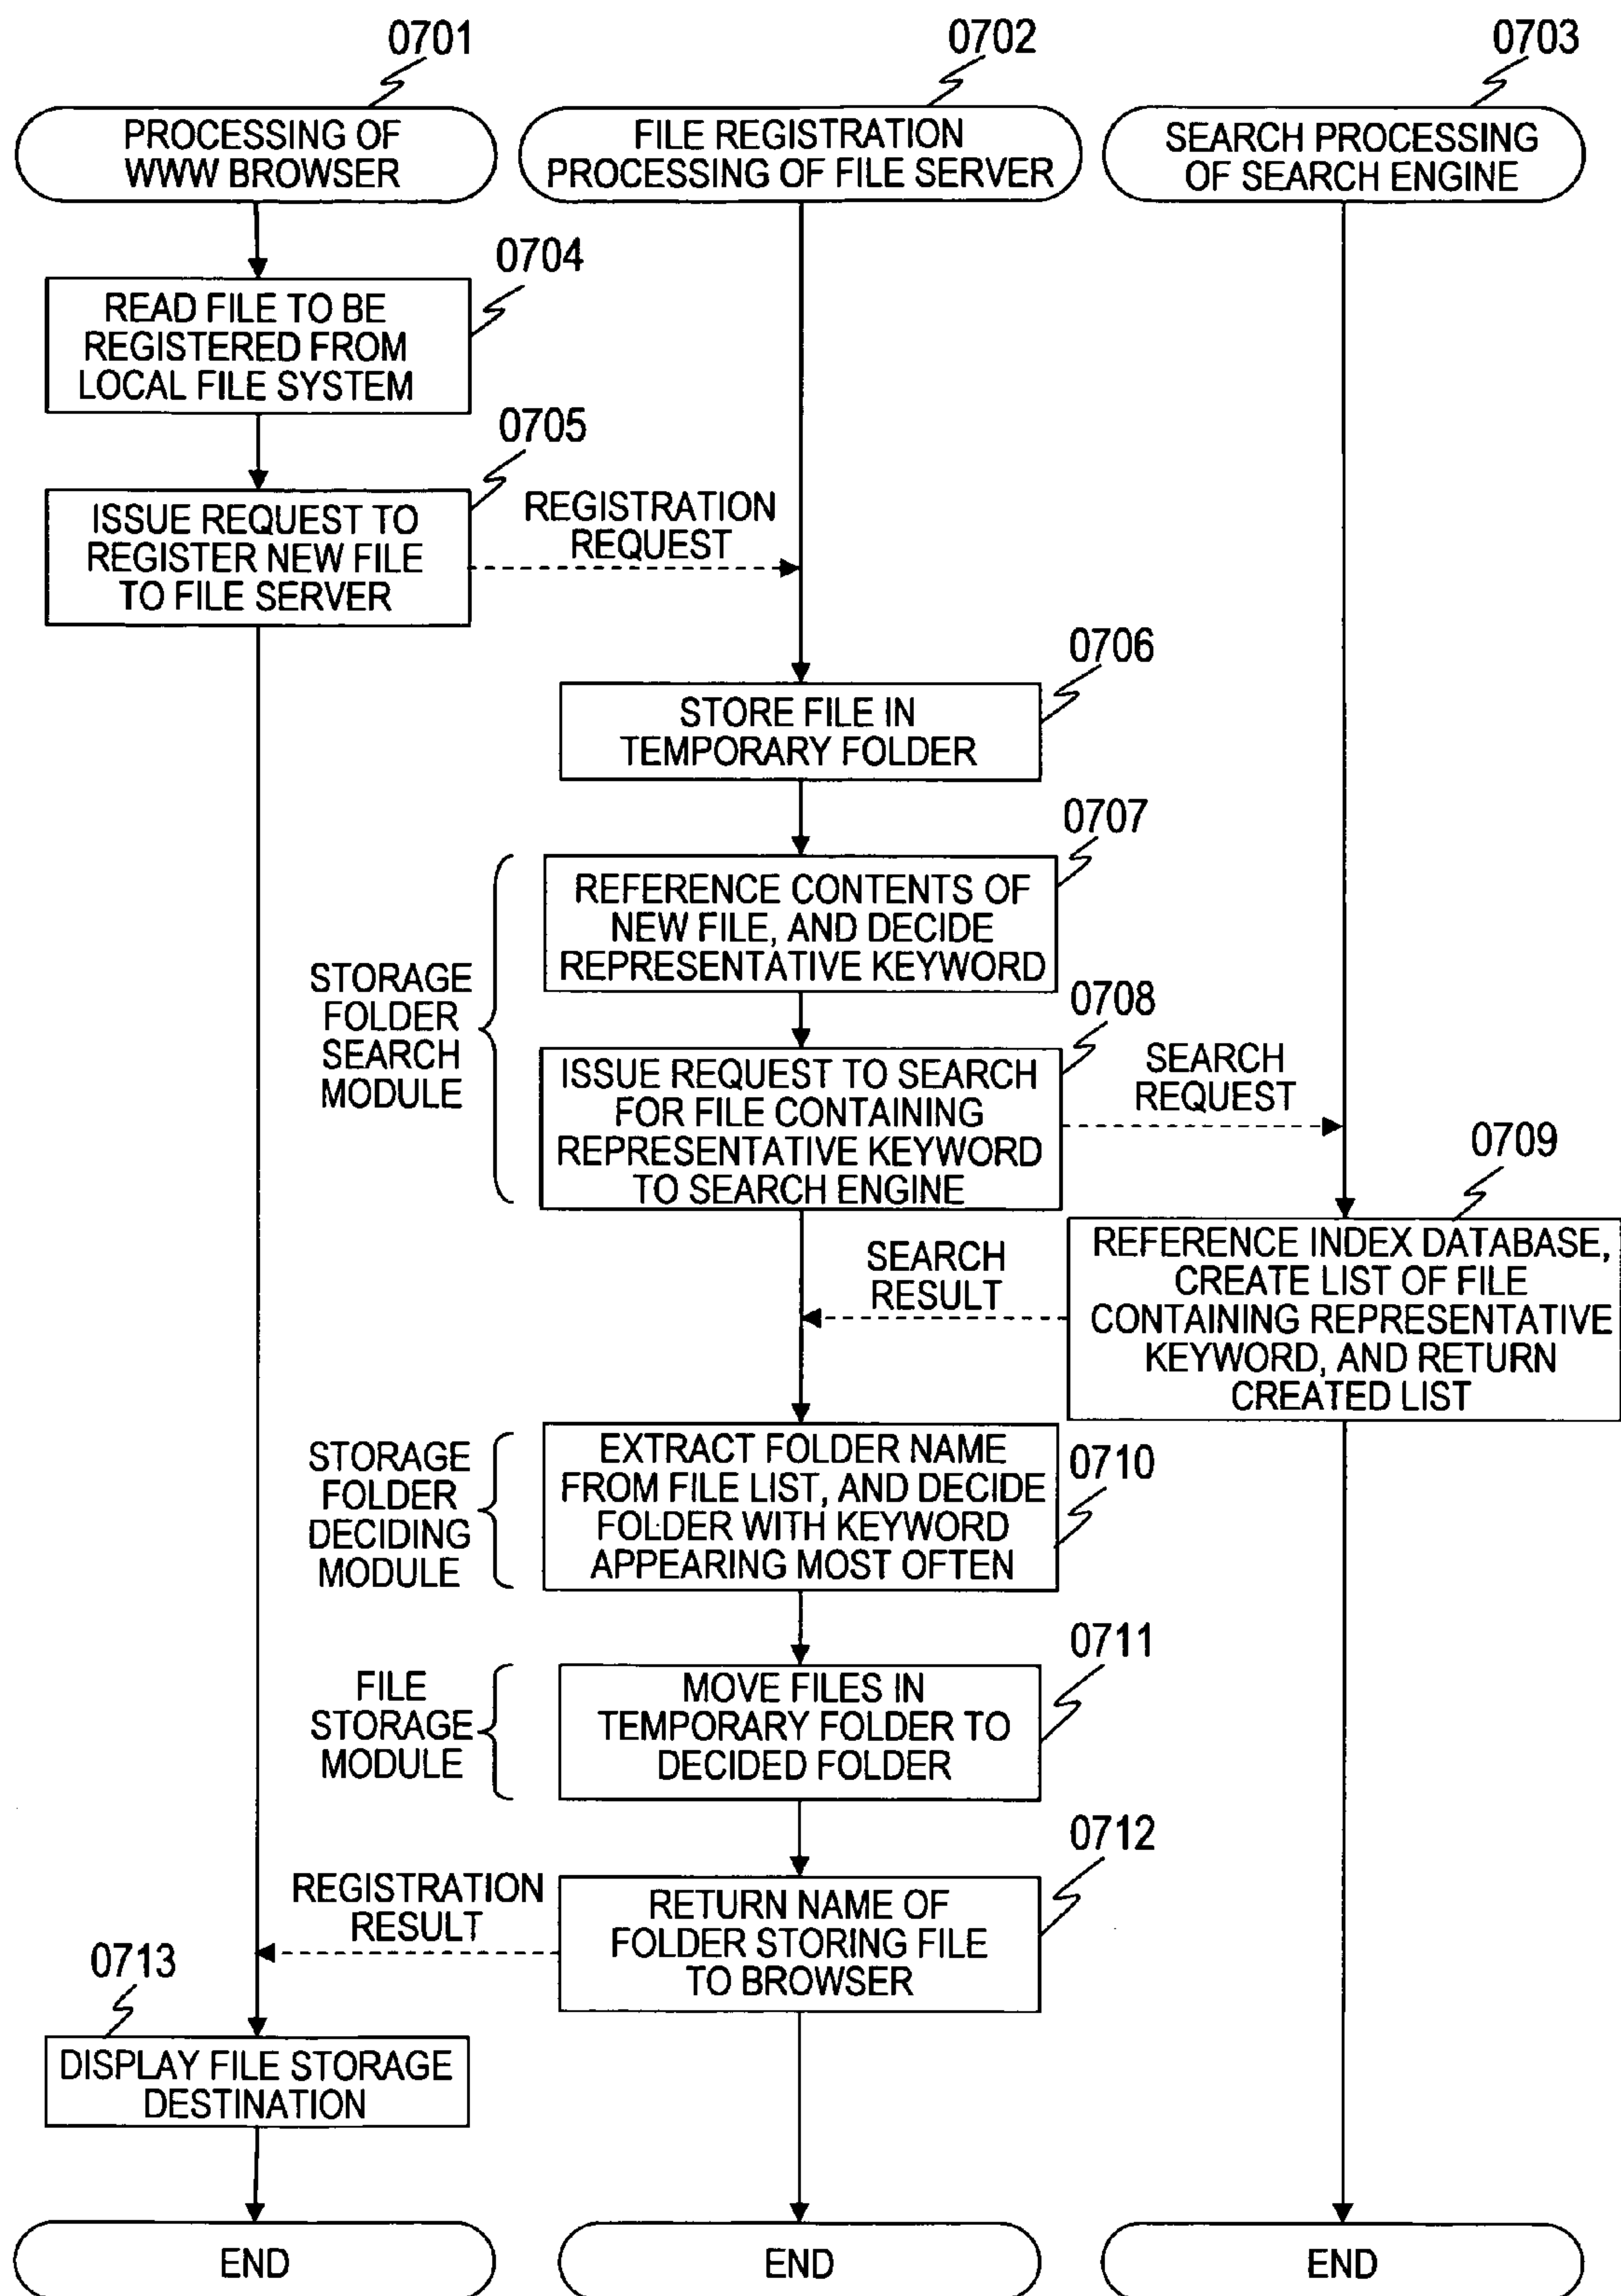 0701
0702
0703
PROCESSING OF
WWW BROWSER
FILE REGISTRATION
PROCESSING OF FILE SERVER
SEARCH PROCESSING
OF SEARCH ENGINE
0704
READ FILE TO BE
REGISTERED FROM
LOCAL FILE SYSTEM
0705
ISSUE REQUEST TO
REGISTER NEW FILE
TO FILE SERVER
REGISTRATION
REQUEST
0706
STORE FILE IN
TEMPORARY FOLDER
0707
REFERENCE CONTENTS OF
NEW FILE, AND DECIDE
REPRESENTATIVE KEYWORD
STORAGE
FOLDER
SEARCH
MODULE
0708
ISSUE REQUEST TO SEARCH
FOR FILE CONTAINING
REPRESENTATIVE KEYWORD
TO SEARCH ENGINE
SEARCH
REQUEST
0709
REFERENCE INDEX DATABASE,
CREATE LIST OF FILE
CONTAINING REPRESENTATIVE
KEYWORD, AND RETURN
CREATED LIST
SEARCH
RESULT
STORAGE
FOLDER
DECIDING
MODULE
EXTRACT FOLDER NAME
FROM FILE LIST, AND DECIDE
FOLDER WITH KEYWORD
APPEARING MOST OFTEN
0710
0711
FILE
STORAGE
MODULE
MOVE FILES IN
TEMPORARY FOLDER TO
DECIDED FOLDER
0712
REGISTRATION
RESULT
RETURN NAME OF
FOLDER STORING FILE
TO BROWSER
0713
DISPLAY FILE STORAGE
DESTINATION
END
END
END